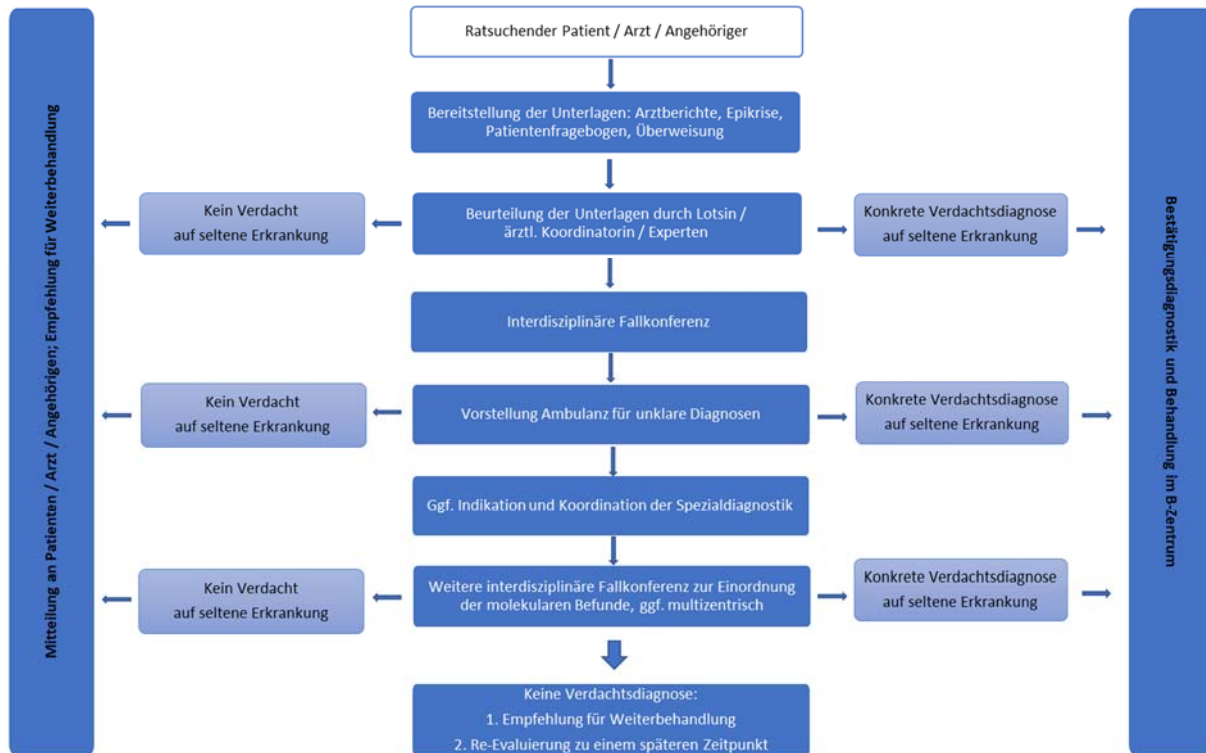 Ratsuchender Patient / Arzt / Angehöriger
Bereitstellung der Unterlagen: Arztberichte, Epikrise,
Patientenfragebogen, Überweisung
Kein Verdacht
auf seltene Erkrankung
Beurteilung der Unterlagen durch Lotsin /
ärztl. Koordinatorin / Experten
Konkrete Verdachtsdiagnose
auf seltene Erkrankung
Interdisziplinäre Fallkonferenz
Kein Verdacht
auf seltene Erkrankung
Vorstellung Ambulanz für unklare Diagnosen
Konkrete Verdachtsdiagnose
auf seltene Erkrankung
Ggf. Indikation und Koordination der Spezialdiagnostik
Kein Verdacht
auf seltene Erkrankung
Weitere interdisziplinäre Fallkonferenz zur Einordnung
der molekularen Befunde, ggf. multizentrisch
Konkrete Verdachtsdiagnose
auf seltene Erkrankung
Keine Verdachtsdiagnose:
1. Empfehlung für Weiterbehandlung
2. Re-Evaluierung zu einem späteren Zeitpunkt
Mitteilung an Patienten / Arzt / Angehörigen; Empfehlung für Weiterbehandlung
Bestätigungsdiagnostik und Behandlung im B-Zentrum